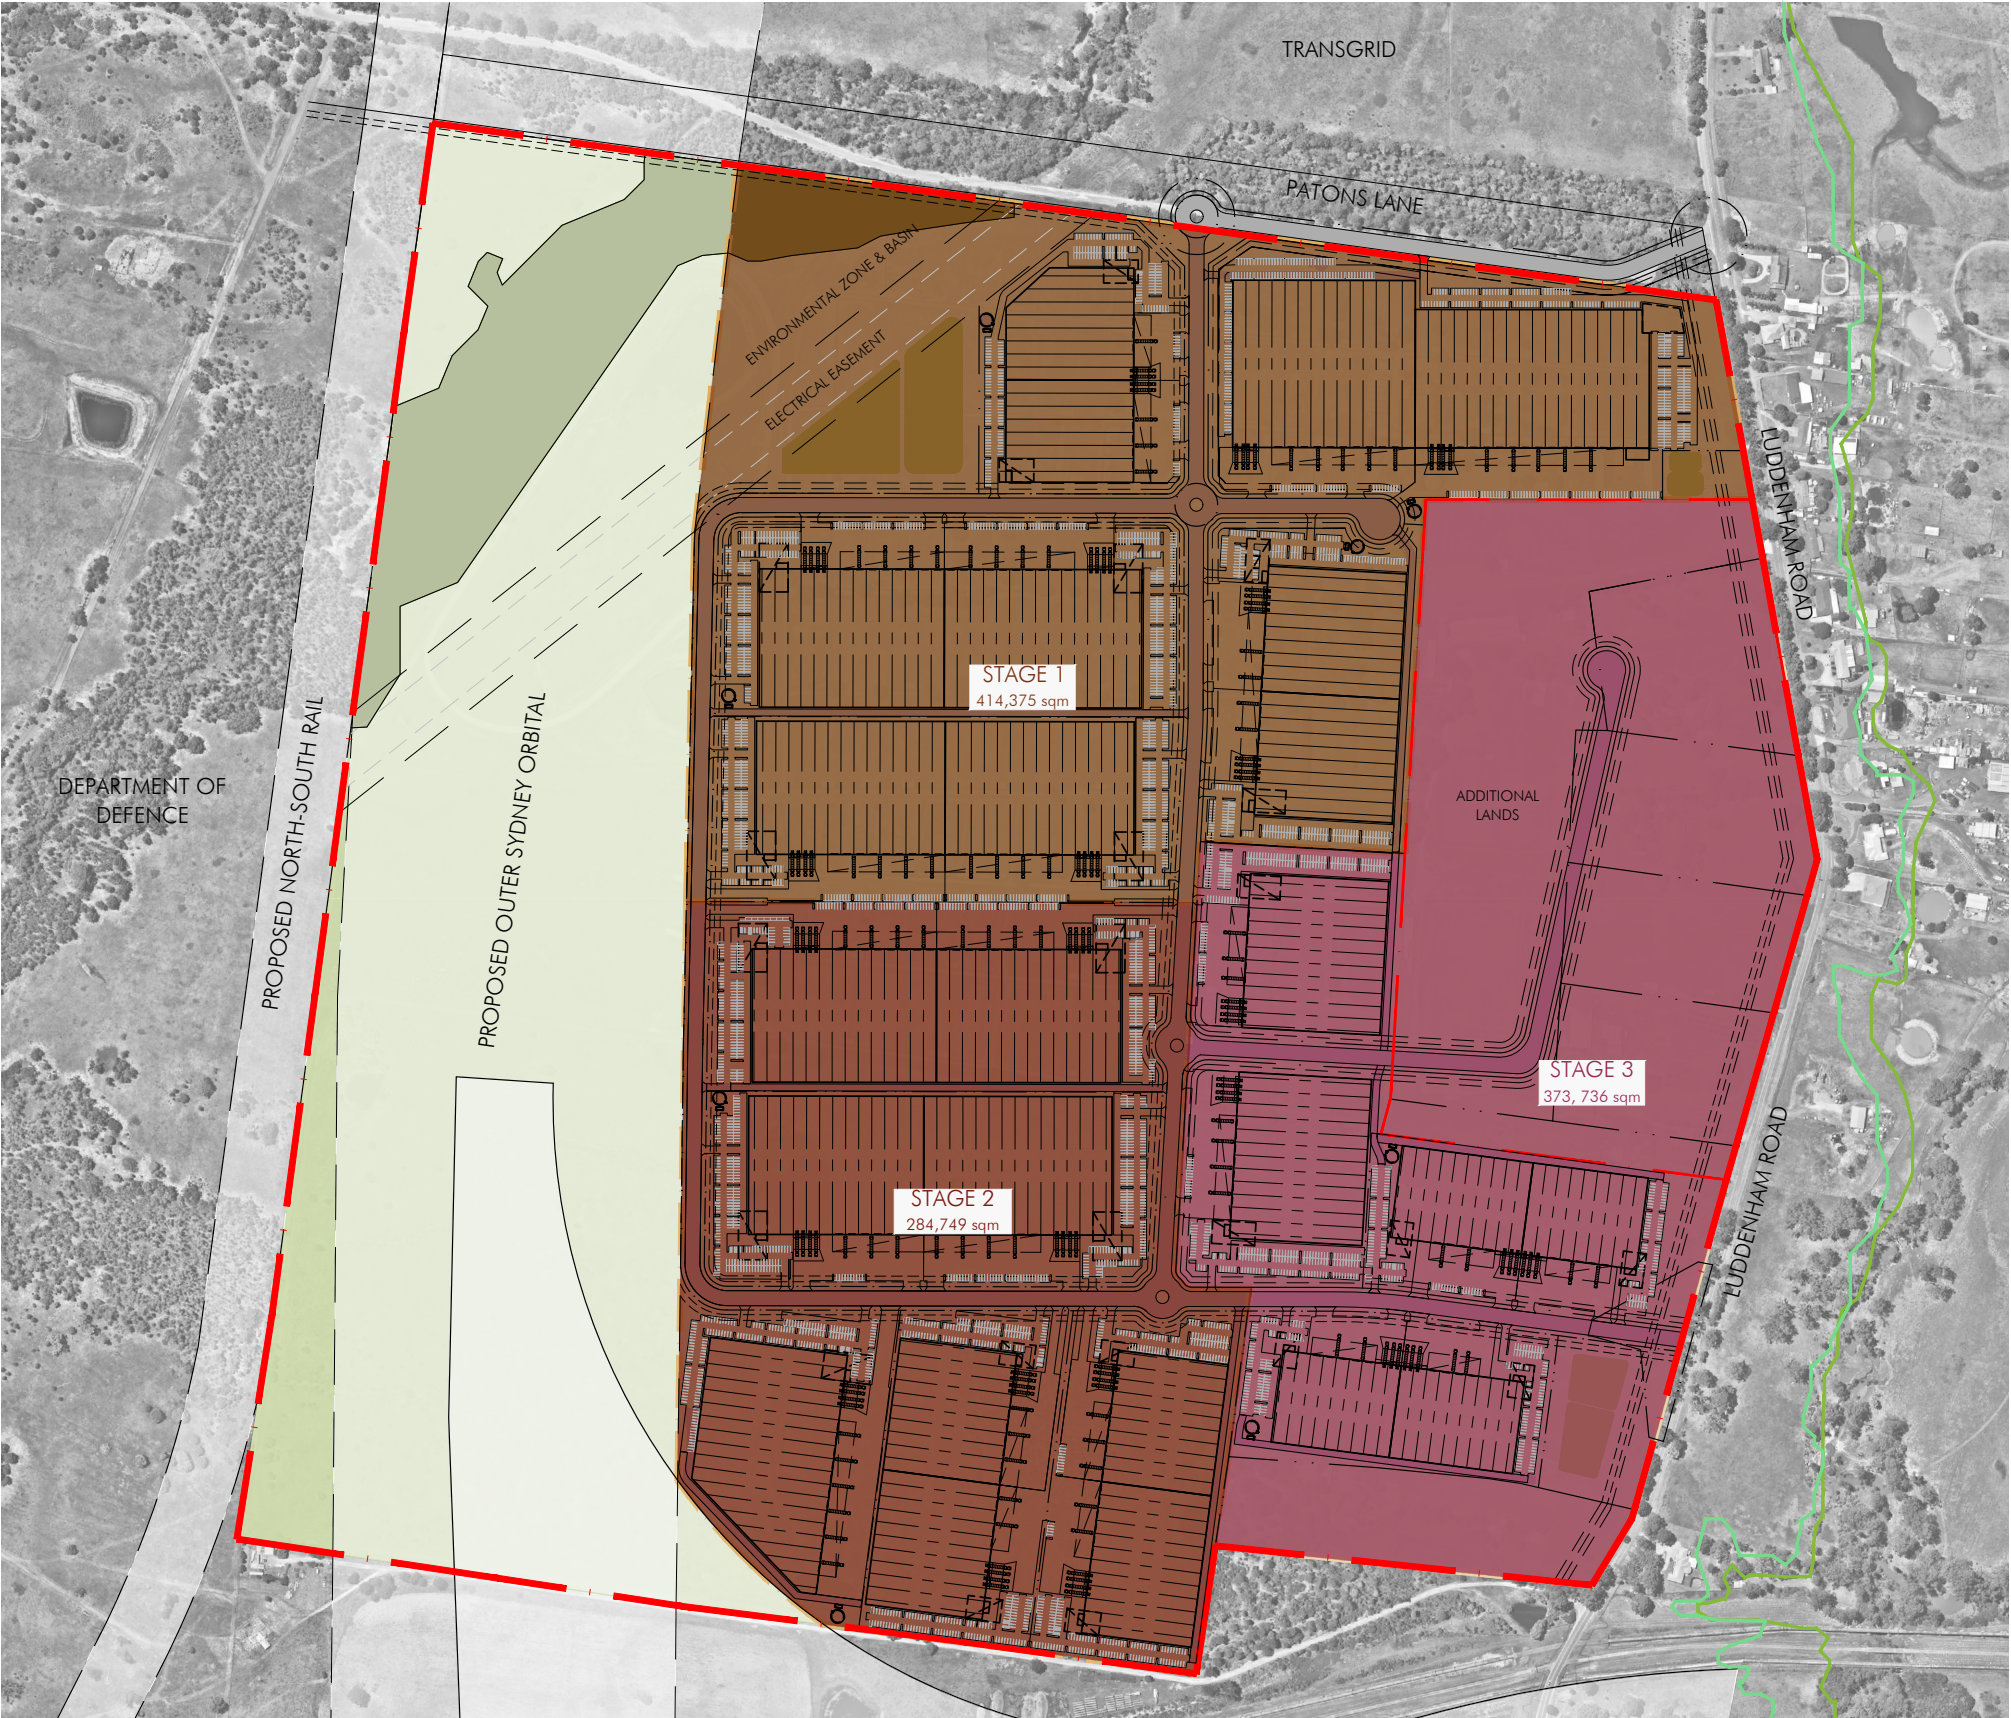 TRANSGRID
PATONS LANE
ENVIRONMENTAL ZONE & BASIN
ELECTRICAL EASEMENT
LUDDENHAM ROAD
STAGE 1
414,375 sqm
PROPOSED NORTH-SOUTH RAIL
PROPOSED OUTER SYDNEY ORBITAL
DEPARTMENT OF
DEFENCE
ADDITIONAL
LANDS
STAGE 3
373, 736 sqm
STAGE 2
284,749 sqm
LUDDENHAM ROAD